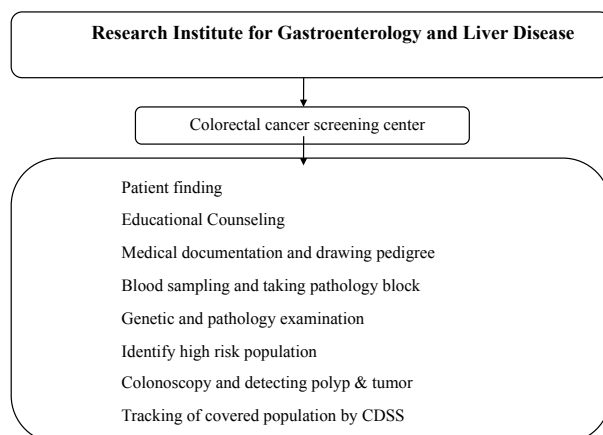 Research Institute for Gastroenterology and Liver Disease
Colorectal cancer screening center
Patient finding
Educational Counseling
Medical documentation and drawing pedigree
Blood sampling and taking pathology block
Genetic and pathology examination
Identify high risk population
Colonoscopy and detecting polyp & tumor
Tracking of covered population by CDSS